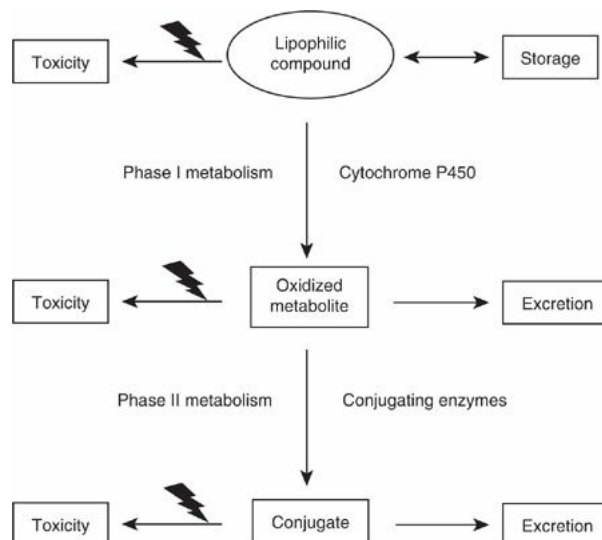 Toxicity
Lipophilic
compound
Storage
Phase I metabolism
Cytochrome P450
Toxicity
Oxidized
metabolite
Excretion
Phase II metabolism
Conjugating enzymes
Toxicity
Conjugate
Excretion